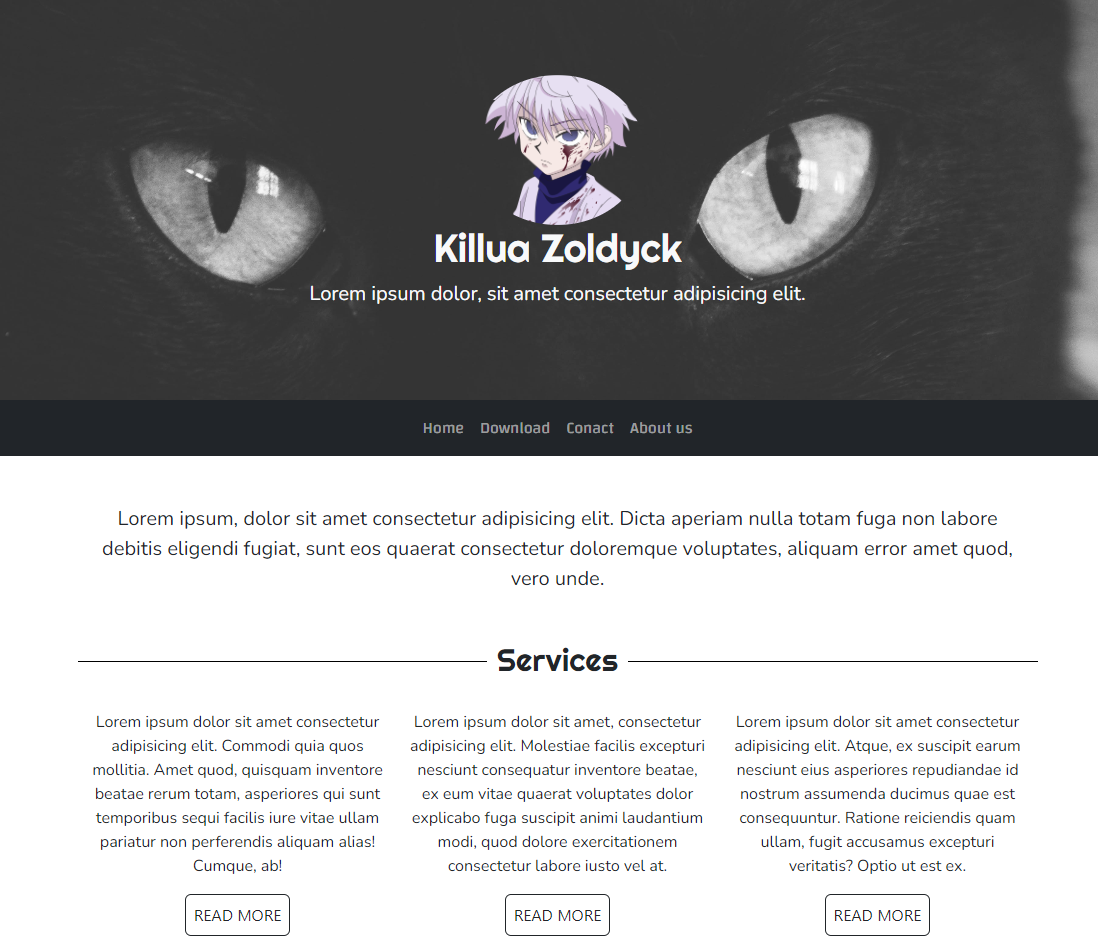 Killua Zoldyck
Lorem ipsum dolor, sit amet consectetur adipisicing elit.
Home Download Conact About us
Lorem ipsum, dolor sit amet consectetur adipisicing elit. Dicta aperiam nulla totam fuga non labore
debitis eligendi fugiat, sunt eos quaerat consectetur doloremque voluptates, aliquam error amet quod,
vero unde.
Services
Lorem ipsum dolor sit amet consectetur
adipisicing elit. Commodi quia quos
mollitia. Amet quod, quisquam inventore
beatae rerum totam, asperiores qui sunt
temporibus sequi facilis iure vitae ullam
pariatur non perferendis aliquam alias!
Cumque, ab!
READ MORE
Lorem ipsum dolor sit amet, consectetur
adipisicing elit. Molestiae facilis excepturi
nesciunt consequatur inventore beatae,
ex eum vitae quaerat voluptates dolor
explicabo fuga suscipit animi laudantium
modi, quod dolore exercitationem
consectetur labore iusto vel at.
READ MORE
Lorem ipsum dolor sit amet consectetur
adipisicing elit. Atque, ex suscipit earum
nesciunt eius asperiores repudiandae id
nostrum assumenda ducimus quae est
consequuntur. Ratione reiciendis quam
ullam, fugit accusamus excepturi
veritatis? Optio ut est ex.
READ MORE